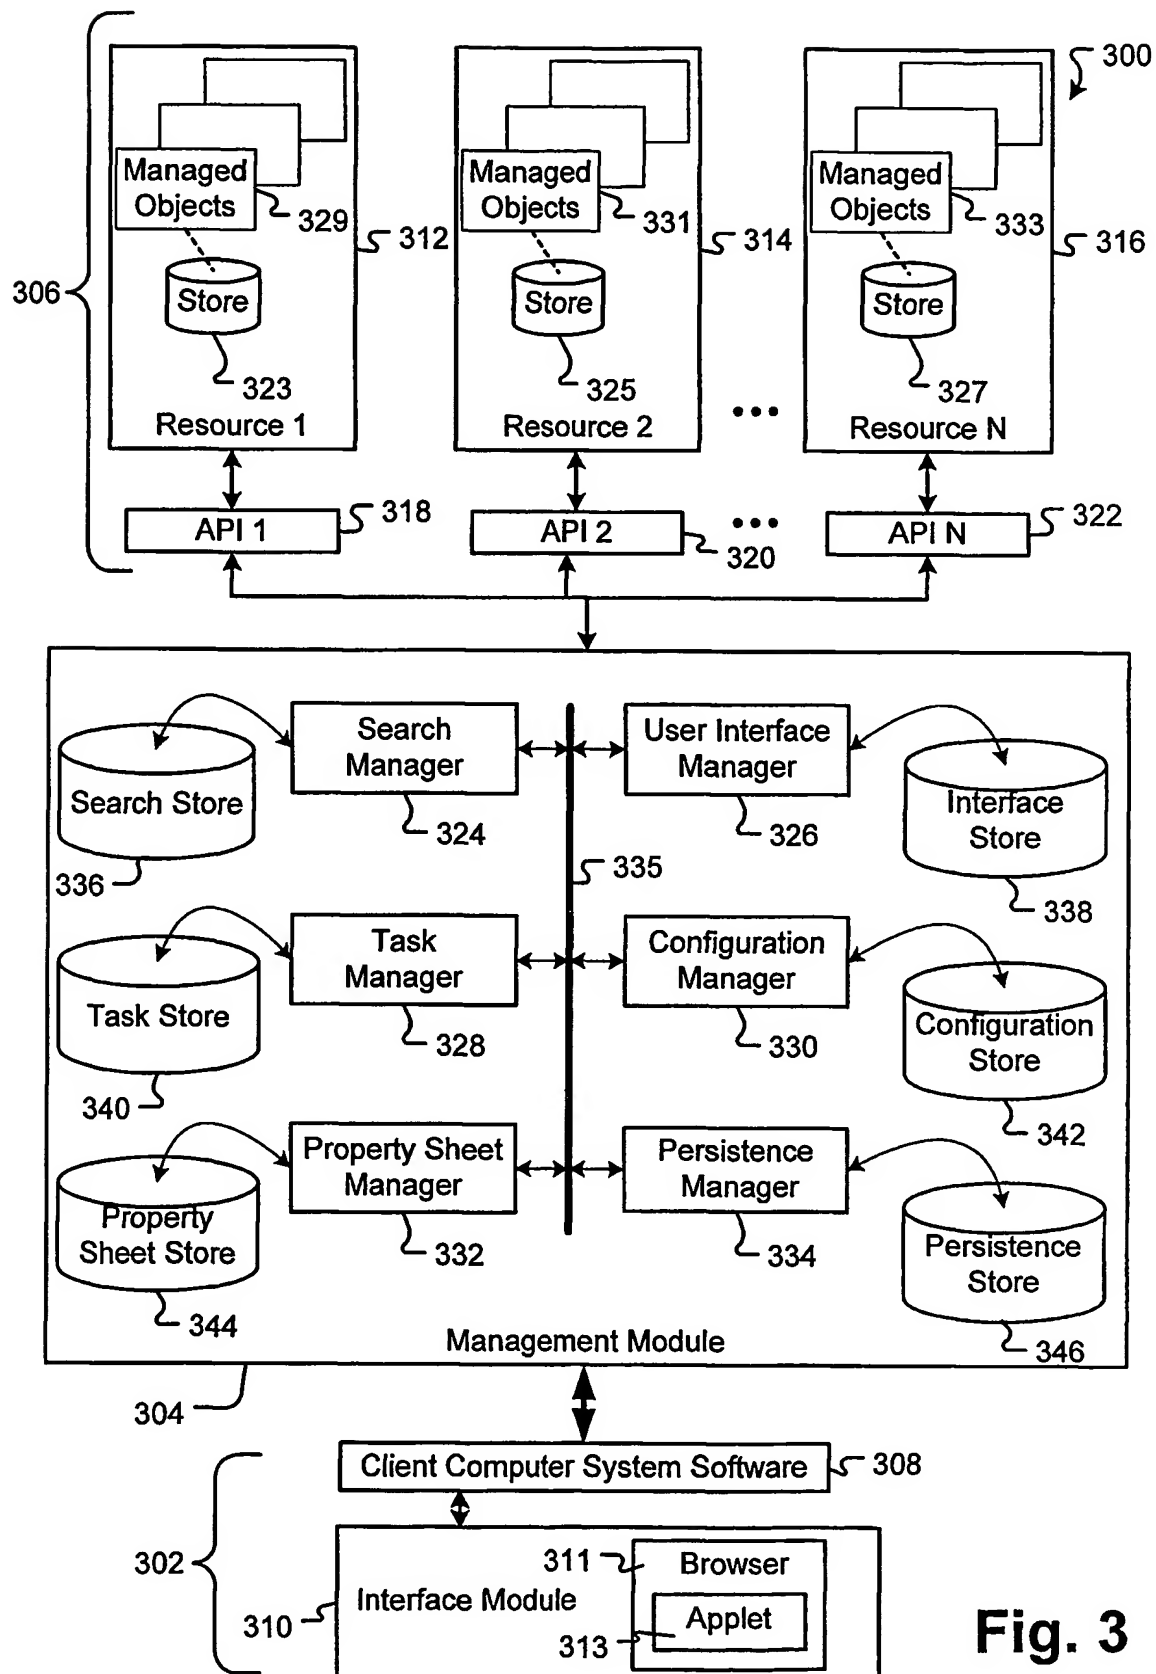 300
Managed
Objects
329
312
Managed
Objects
331
314
Managed
Objects
333
316
306
Store
323
Resource 1
Store
325
Resource 2
•••
Store
327
Resource N
API 1
318
API 2
320
•••
API N
322
Search Store
336
Search
Manager
324
User Interface
Manager
326
Interface
Store
338
335
Task Store
340
Task
Manager
328
Configuration
Manager
330
Configuration
Store
342
Property
Sheet Store
344
Property Sheet
Manager
332
Persistence
Manager
334
Persistence
Store
346
Management Module
304
Client Computer System Software
308
302
Interface Module
310
311
Browser
Applet
313
Fig. 3